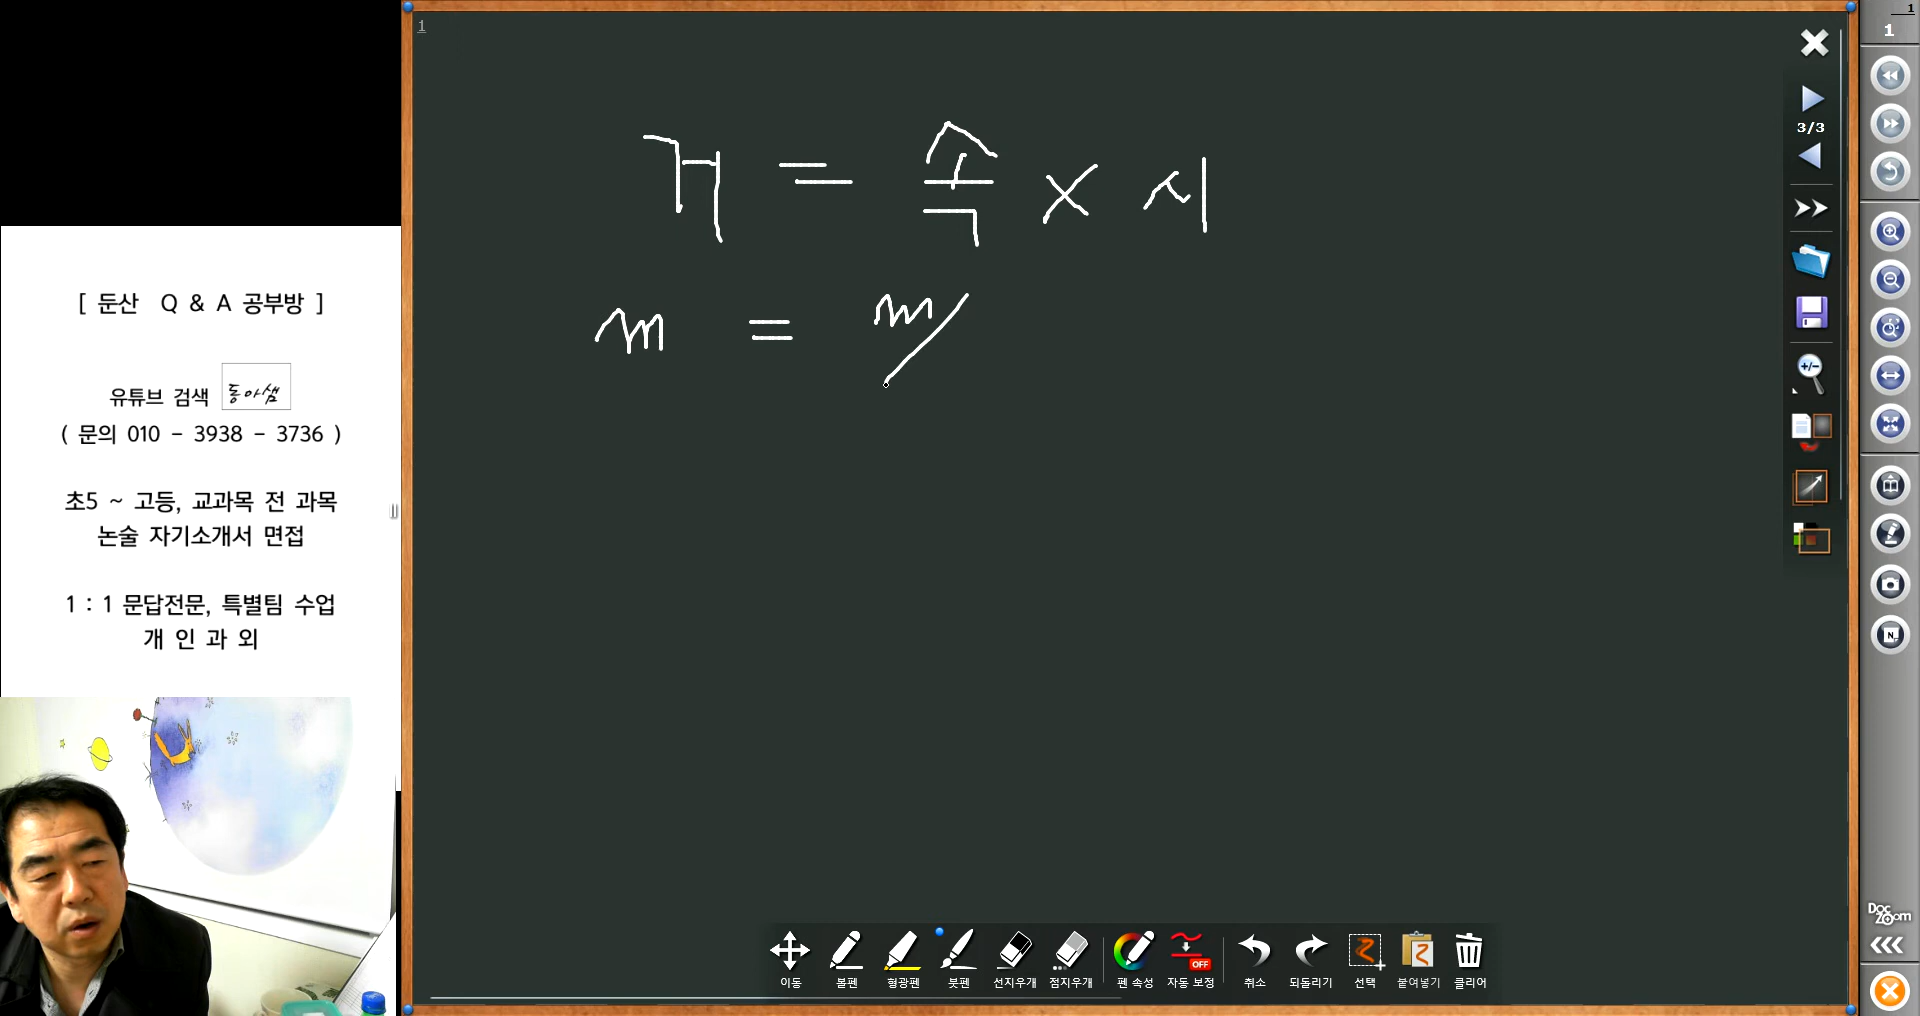 1
1
1
거 = 속 × 시
m = m/
3/3
[ 둔산 Q & A 공부방 ]
유튜브 검색 동아샘
( 문의 010 - 3938 - 3736 )
초5 ~ 고등, 교과목 전 과목
논술 자기소개서 면접
1 : 1 문답전문, 특별팀 수업
개 인 과 외
+/-
N
Doc Zoom
OFF
이동 볼펜 형광펜 붓펜 선지우개 점지우개 펜 속성 자동 보정 취소 되돌리기 선택 붙여넣기 클리어